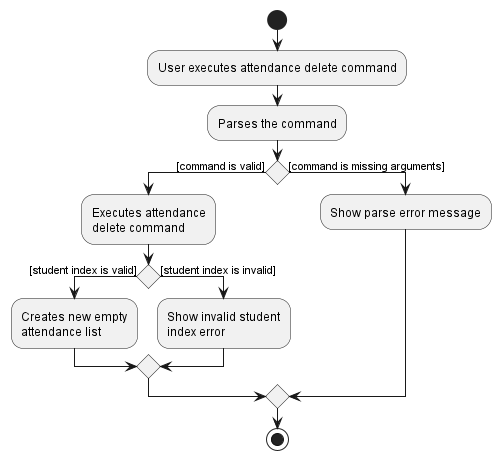 User executes attendance delete command
Parses the command
[command is valid]
[command is missing arguments]
Executes attendance
delete command
Show parse error message
[student index is valid]
[student index is invalid]
Creates new empty
attendance list
Show invalid student
index error